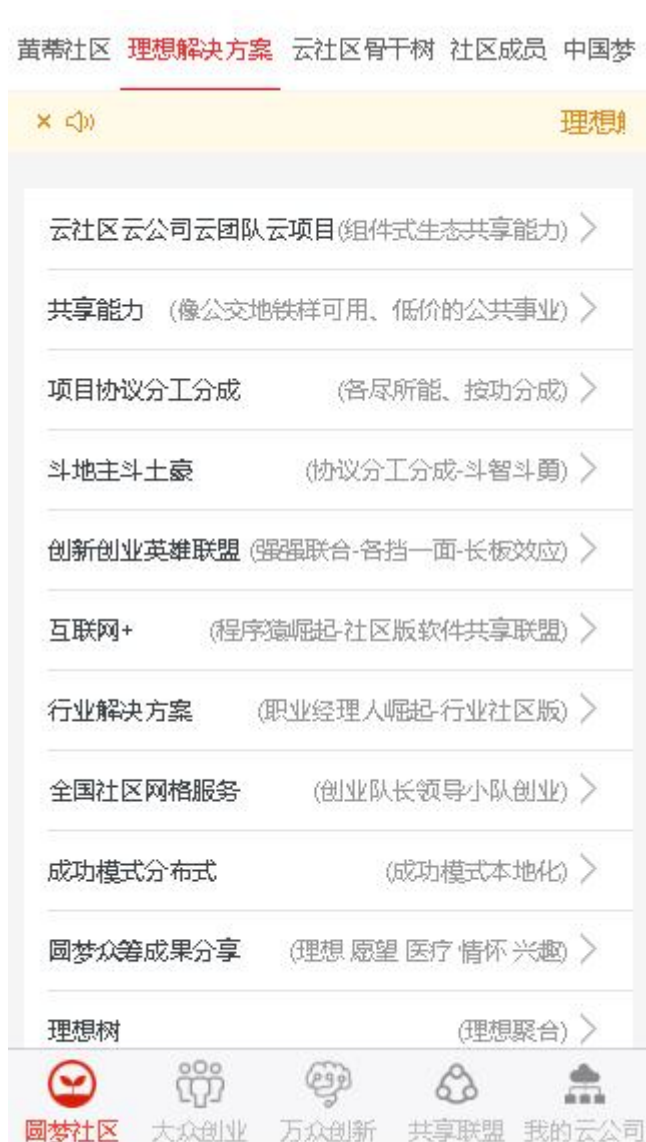 黄蒂社区 理想解决方案 云社区骨干树 社区成员 中国梦
理想
云社区云公司云团队云项目(组件式生态共享能力)
共享能力 (像公交地铁样可用、低价的公共事业)
项目协议分工分成 (各尽所能、按功分成)
斗地主斗土豪 (协议分工分成-斗智斗勇)
创新创业英雄联盟 (强强联合-各挡一面-长板效应)
互联网+ (程序猿崛起-社区版软件共享联盟)
行业解决方案 (职业经理人崛起-行业社区版)
全国社区网格服务 (创业队长领导小队创业)
成功模式分布式 (成功模式本地化)
圆梦众筹成果分享 (理想 愿望 医疗 情怀 兴趣)
理想树 (理想聚合)
圆梦社区 大众创业 万众创新 共享联盟 我的云公司